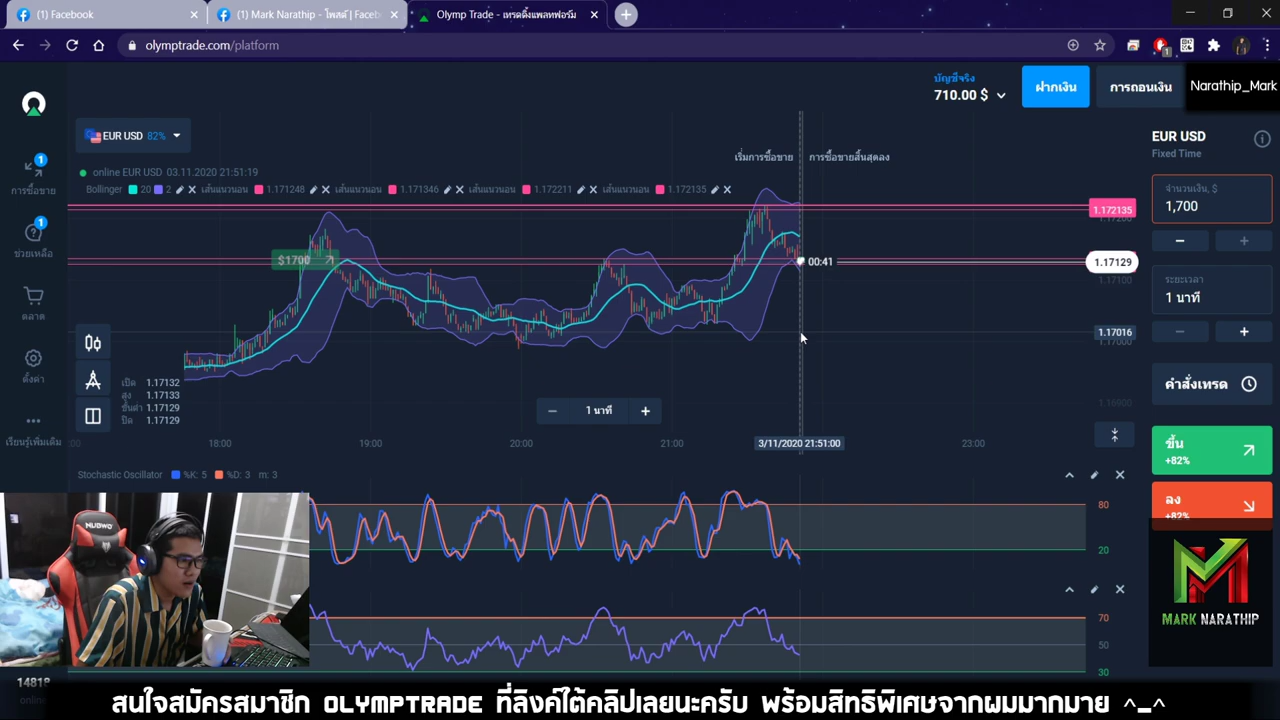 (1) Facebook
(1) Mark Narathip - โพสต์ | Faceb
Olymp Trade - เทรดดิ้งแพลทฟอร์ม
olymptrade.com/platform
1
บัญชีจริง
710.00 $
ฝากเงิน
การถอนเงิน
Narathip_Mark
EUR USD 82%
เริ่มการซื้อขาย
การซื้อขายสิ้นสุดลง
EUR USD
Fixed Time
online EUR USD 03.11.2020 21:51:19
Bollinger 20 2 เส้นแนวนอน 1.171248 เส้นแนวนอน 1.171346 เส้นแนวนอน 1.172211 เส้นแนวนอน 1.172135
1
การซื้อขาย
1
ช่วยเหลือ
ตลาด
ตั้งค่า
เรียนรู้เพิ่มเติม
จำนวนเงิน, $
1,700
1.172135
$1700
00:41
1.17129
1.17100
ระยะเวลา
1 นาที
1.17016
1.17000
คำสั่งเทรด
เปิด 1.17132
สูง 1.17133
ขั้นต่ำ 1.17129
ปิด 1.17129
1 นาที
1.16900
18:00
19:00
20:00
21:00
3/11/2020 21:51:00
23:00
ขึ้น
+82%
ลง
+82%
Stochastic Oscillator %K: 5 %D: 3 m: 3
80
20
70
50
30
NUBWO
MARK NARATHIP
14818
สนใจสมัครสมาชิก OLYMPTRADE ที่ลิงค์ใต้คลิปเลยนะครับ พร้อมสิทธิพิเศษจากผมมากมาย ^_^